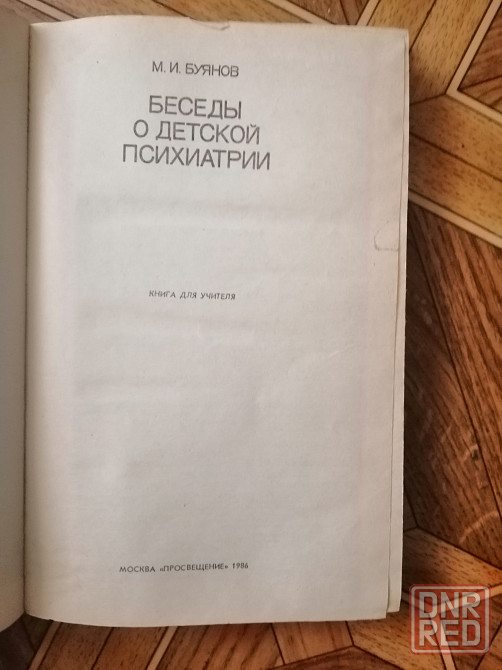 М. И. БУЯНОВ
БЕСЕДЫ
О ДЕТСКОЙ
ПСИХИАТРИИ
КНИГА ДЛЯ УЧИТЕЛЯ
МОСКВА «ПРОСВЕЩЕНИЕ» 1986
DNR
RED